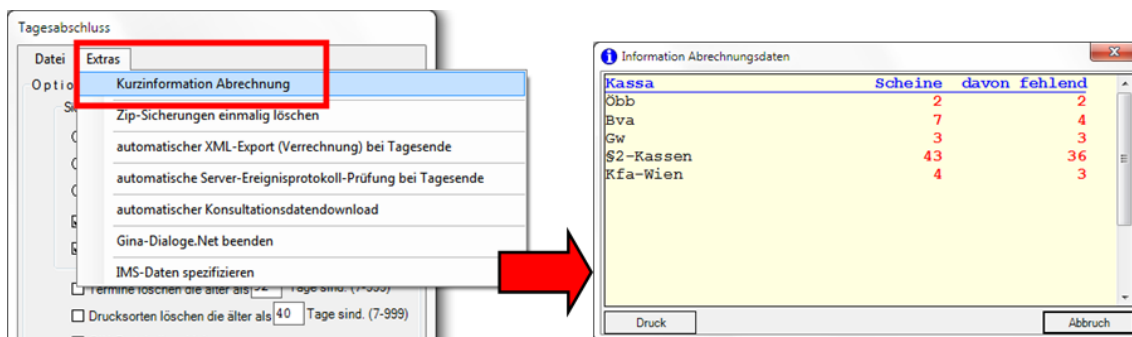 Tagesabschluss
Datei Extras
Kurzinformation Abrechnung
Zip-Sicherungen einmalig löschen
automatischer XML-Export (Verrechnung) bei Tagesende
automatische Server-Ereignisprotokoll-Prüfung bei Tagesende
automatischer Konsultationsdatendownload
Gina-Dialoge.Net beenden
IMS-Daten spezifizieren
Termine löschen die älter als Tage sind. (7-999)
Drucksorten löschen die älter als 40 Tage sind. (7-999)
Information Abrechnungsdaten
Kassa Scheine davon fehlend
Öbb 2 2
Bva 7 4
Gw 3 3
§2-Kassen 43 36
Kfa-Wien 4 3
Druck Abbruch